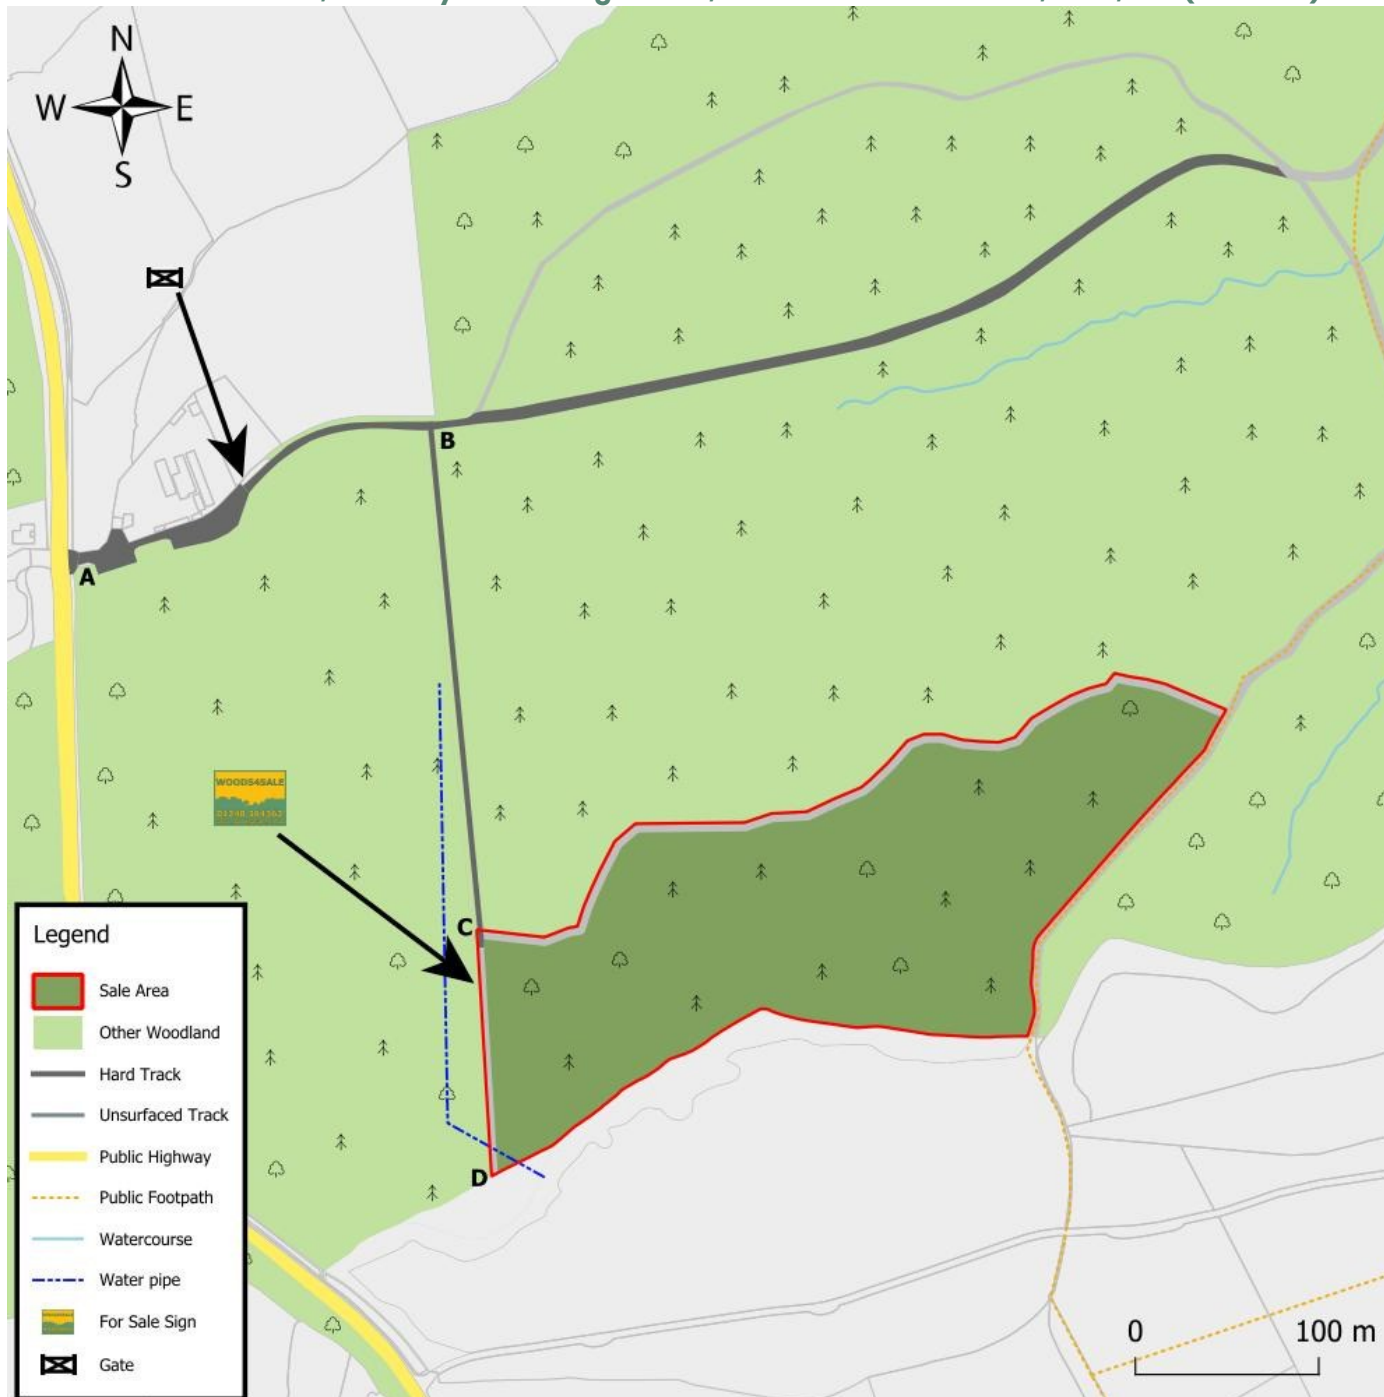 N
W E
S
B
A
WOODS4SALE
C
D
Legend
Sale Area
Other Woodland
Hard Track
Unsurfaced Track
Public Highway
Public Footpath
Watercourse
Water pipe
For Sale Sign
Gate
0 100 m